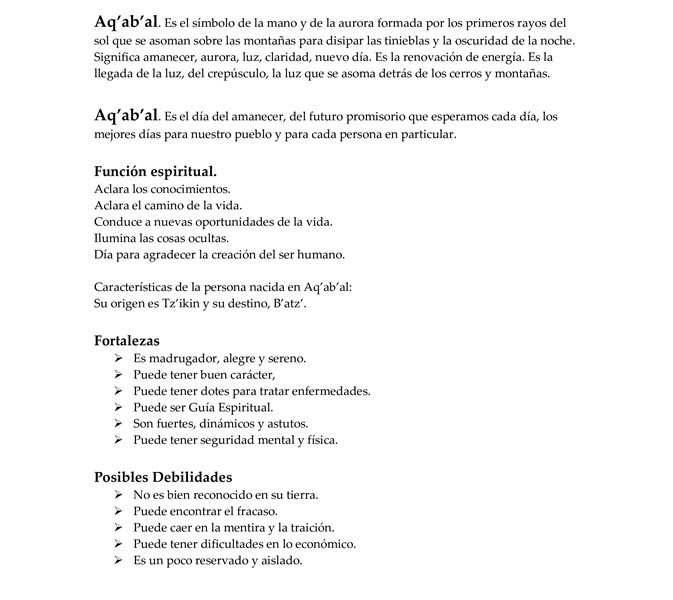 Aq’ab’al. Es el símbolo de la mano y de la aurora formada por los primeros rayos del
sol que se asoman sobre las montañas para disipar las tinieblas y la oscuridad de la noche.
Significa amanecer, aurora, luz, claridad, nuevo día. Es la renovación de energía. Es la
llegada de la luz, del crepúsculo, la luz que se asoma detrás de los cerros y montañas.
Aq’ab’al. Es el día del amanecer, del futuro promisorio que esperamos cada día, los
mejores días para nuestro pueblo y para cada persona en particular.
Función espiritual.
Aclara los conocimientos.
Aclara el camino de la vida.
Conduce a nuevas oportunidades de la vida.
Ilumina las cosas ocultas.
Día para agradecer la creación del ser humano.
Características de la persona nacida en Aq’ab’al:
Su origen es Tz’ikin y su destino, B’atz’.
Fortalezas
➢ Es madrugador, alegre y sereno.
➢ Puede tener buen carácter,
➢ Puede tener dotes para tratar enfermedades.
➢ Puede ser Guía Espiritual.
➢ Son fuertes, dinámicos y astutos.
➢ Puede tener seguridad mental y física.
Posibles Debilidades
➢ No es bien reconocido en su tierra.
➢ Puede encontrar el fracaso.
➢ Puede caer en la mentira y la traición.
➢ Puede tener dificultades en lo económico.
➢ Es un poco reservado y aislado.